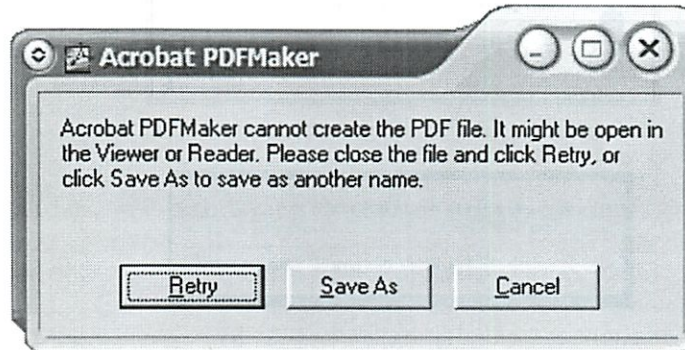 Acrobat PDFMaker
Acrobat PDFMaker cannot create the PDF file. It might be open in
the Viewer or Reader. Please close the file and click Retry, or
click Save As to save as another name.
Retry
Save As
Cancel